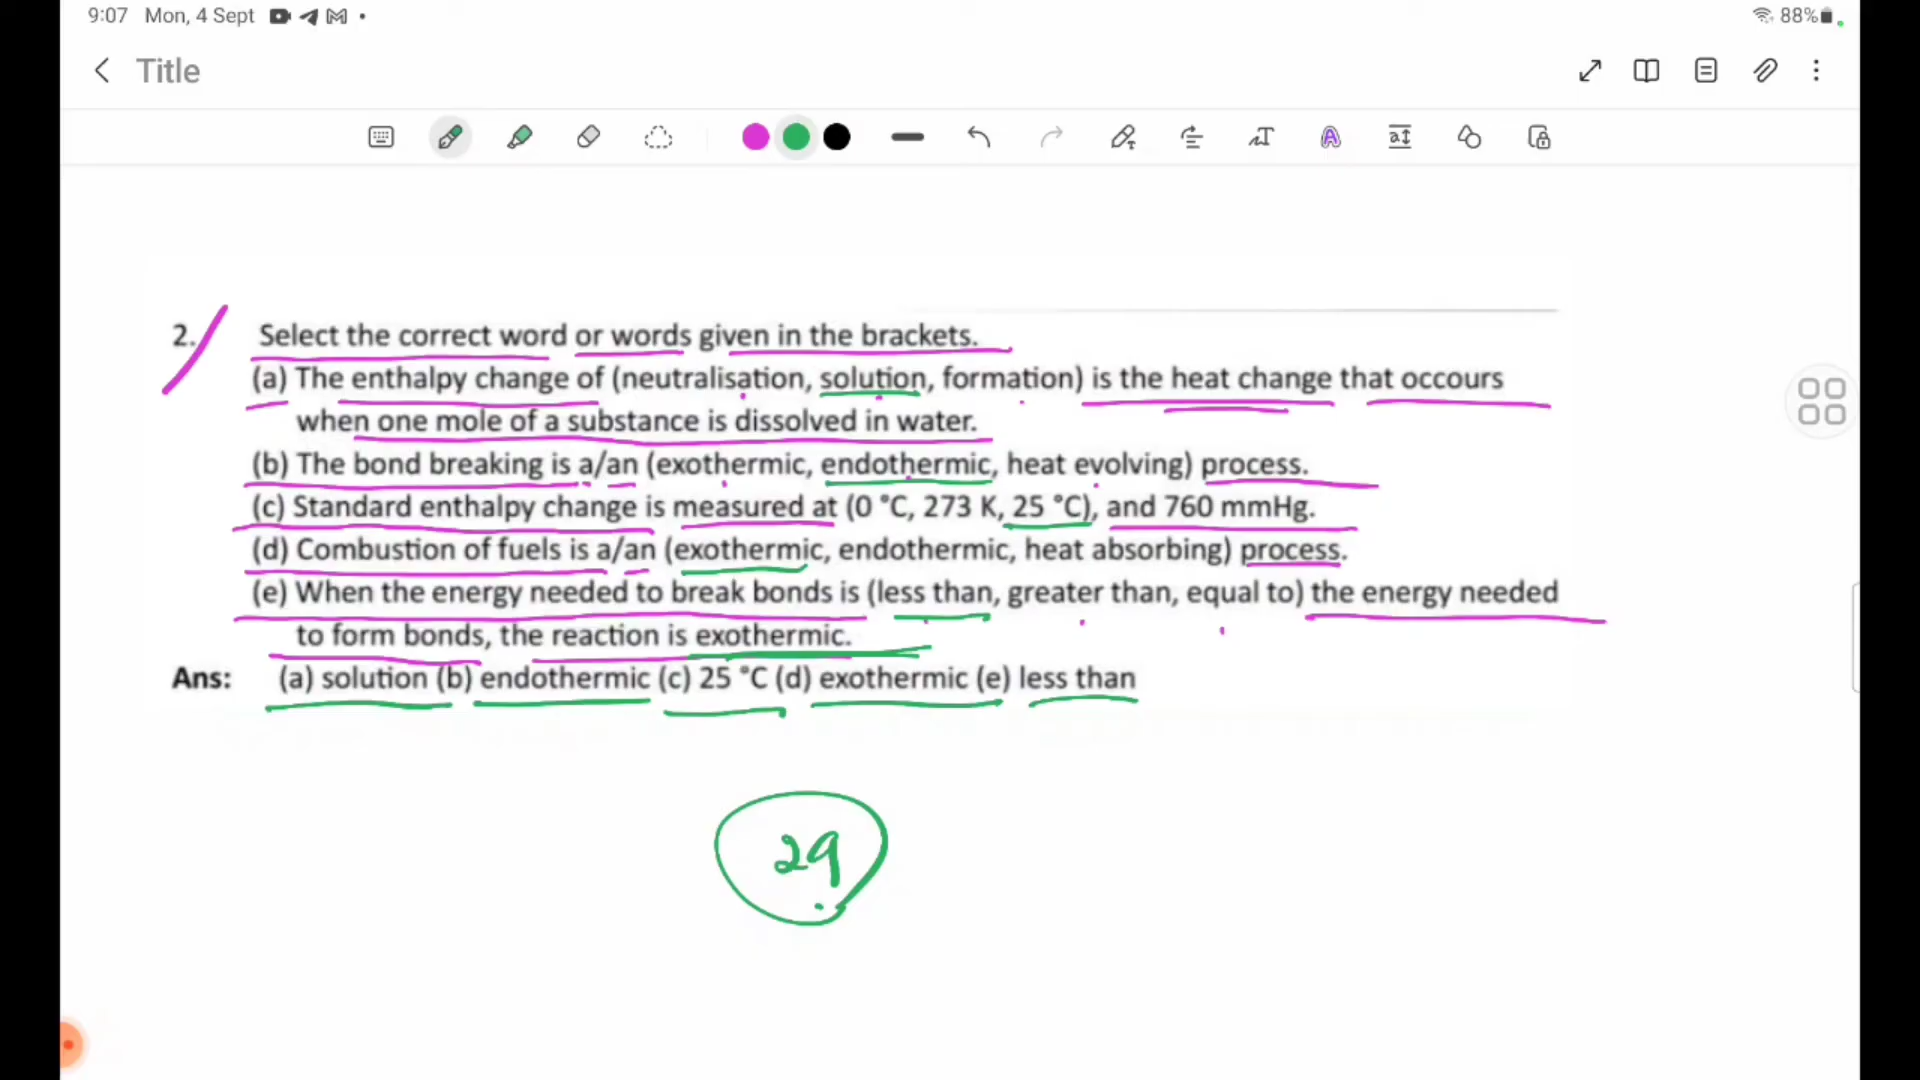 9:07 Mon, 4 Sept
88%
Title
2. Select the correct word or words given in the brackets.
(a) The enthalpy change of (neutralisation, solution, formation) is the heat change that occours
when one mole of a substance is dissolved in water.
(b) The bond breaking is a/an (exothermic, endothermic, heat evolving) process.
(c) Standard enthalpy change is measured at (0 °C, 273 K, 25 °C), and 760 mmHg.
(d) Combustion of fuels is a/an (exothermic, endothermic, heat absorbing) process.
(e) When the energy needed to break bonds is (less than, greater than, equal to) the energy needed
to form bonds, the reaction is exothermic.
Ans: (a) solution (b) endothermic (c) 25 °C (d) exothermic (e) less than
29